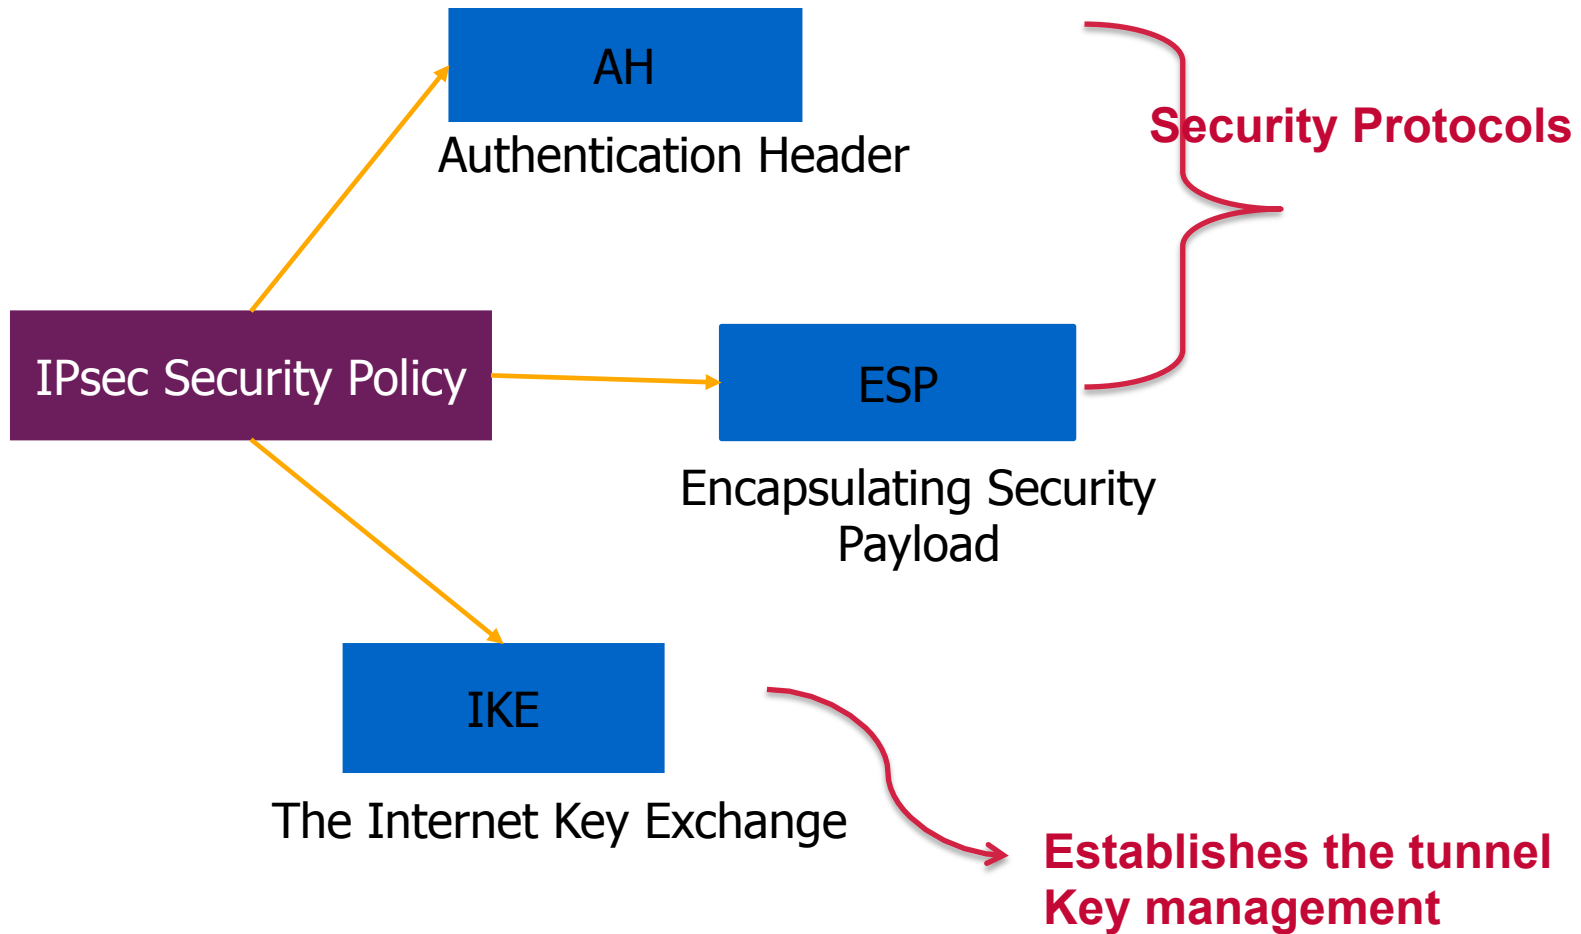 AH
Authentication Header
Security Protocols
IPsec Security Policy
ESP
Encapsulating Security
Payload
IKE
The Internet Key Exchange
Establishes the tunnel
Key management